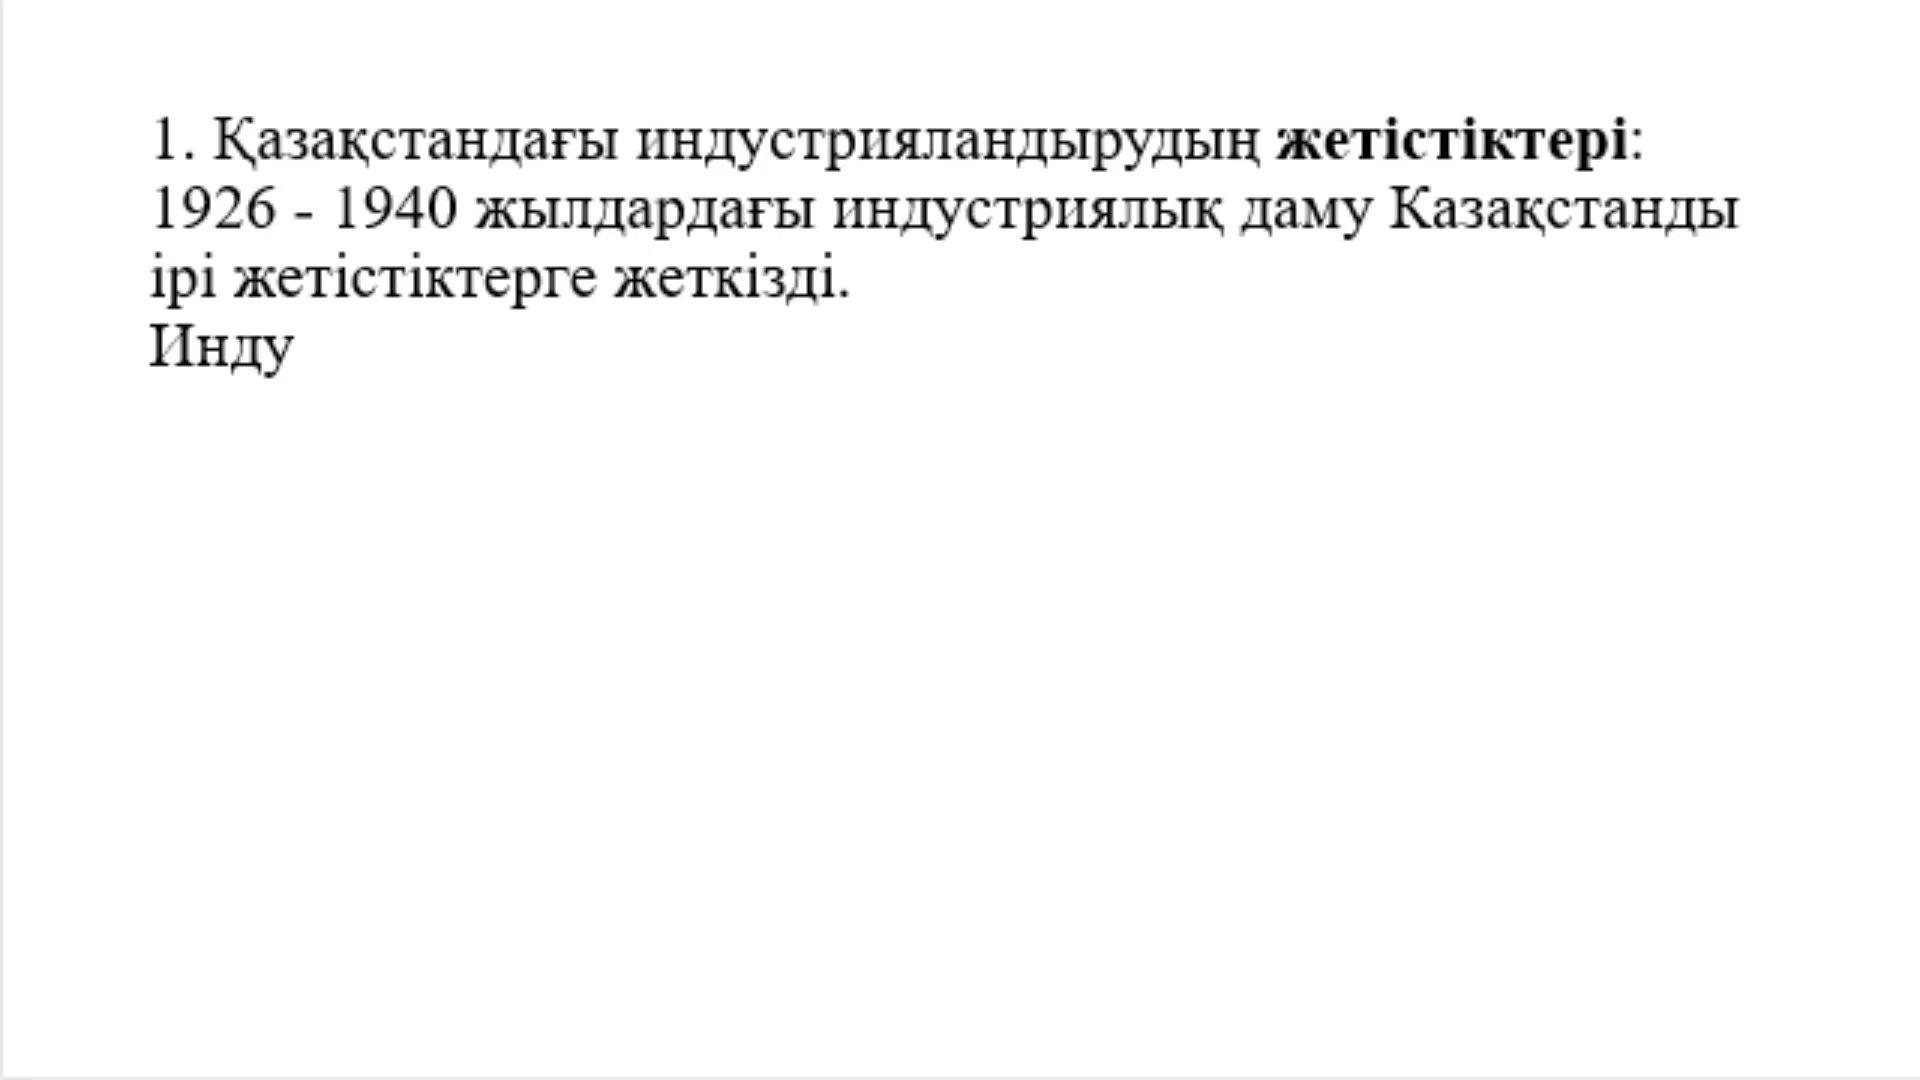 1. Қазақстандағы индустрияландырудың жетістіктері:
1926 - 1940 жылдардағы индустриялық даму Казақстанды
ірі жетістіктерге жеткізді.
Инду